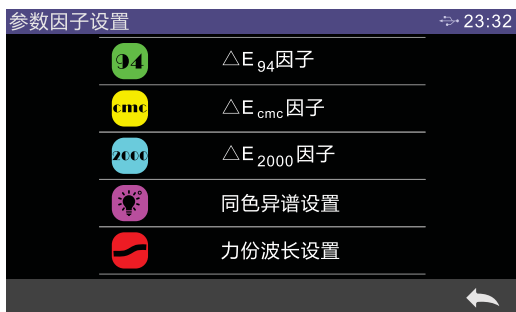 参数因子设置 23:32
94 △E94因子
cmc △Ecmc因子
2000 △E2000因子
同色异谱设置
力份波长设置